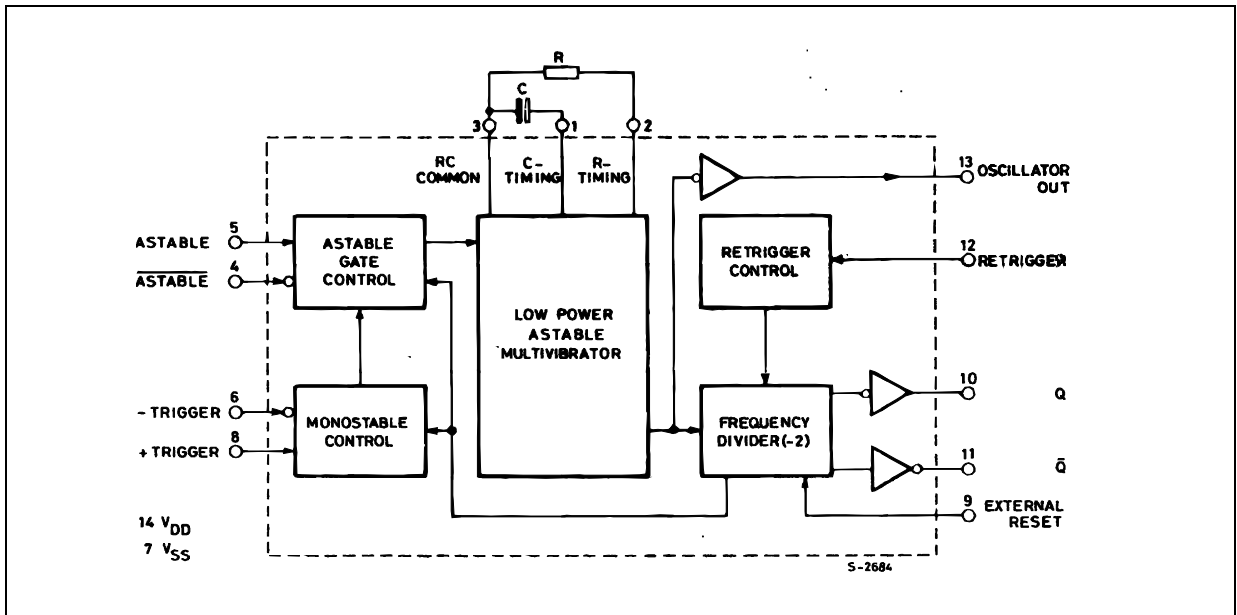 R
C
3
1
2
RC
COMMON
C-
TIMING
R-
TIMING
13
OSCILLATOR
OUT
5
ASTABLE
4
ASTABLE
ASTABLE
GATE
CONTROL
RETRIGGER
CONTROL
12
RETRIGGER
LOW POWER
ASTABLE
MULTIVIBRATOR
6
- TRIGGER
8
+ TRIGGER
MONOSTABLE
CONTROL
FREQUENCY
DIVIDER(-2)
10
Q
11
Q̄
9
EXTERNAL
RESET
14 VDD
7 VSS
S-2684